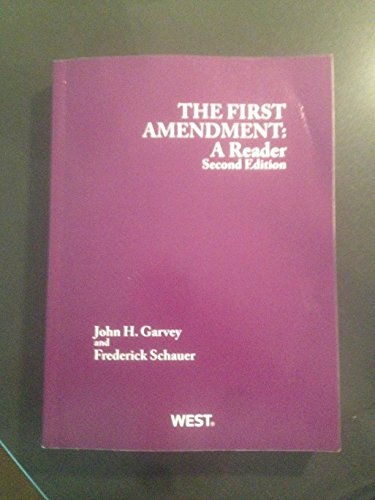 THE FIRST
AMENDMENT:
A Reader
Second Edition
John H. Garvey
and
Frederick Schauer
WEST®